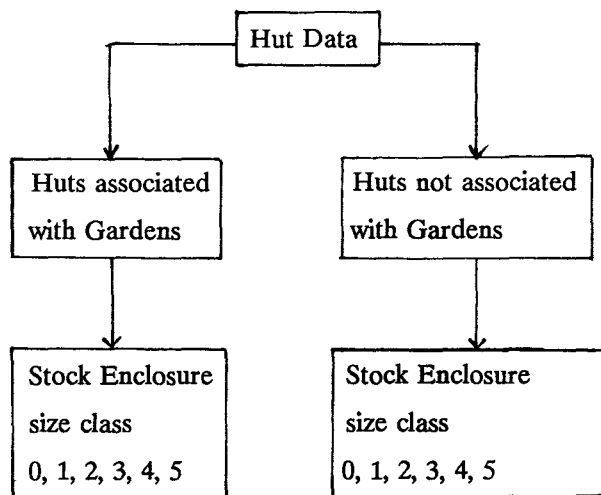 Hut Data
Huts associated
with Gardens
Huts not associated
with Gardens
Stock Enclosure
size class
0, 1, 2, 3, 4, 5
Stock Enclosure
size class
0, 1, 2, 3, 4, 5